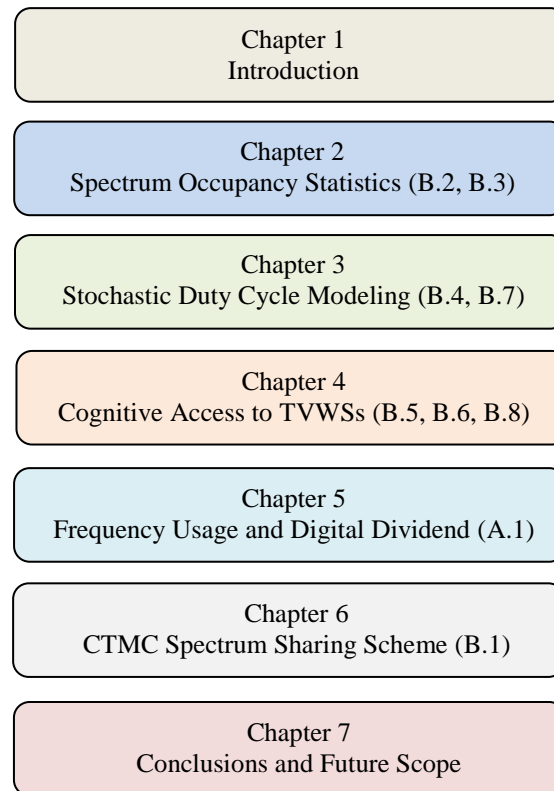 Chapter 1
Introduction
Chapter 2
Spectrum Occupancy Statistics (B.2, B.3)
Chapter 3
Stochastic Duty Cycle Modeling (B.4, B.7)
Chapter 4
Cognitive Access to TVWSs (B.5, B.6, B.8)
Chapter 5
Frequency Usage and Digital Dividend (A.1)
Chapter 6
CTMC Spectrum Sharing Scheme (B.1)
Chapter 7
Conclusions and Future Scope